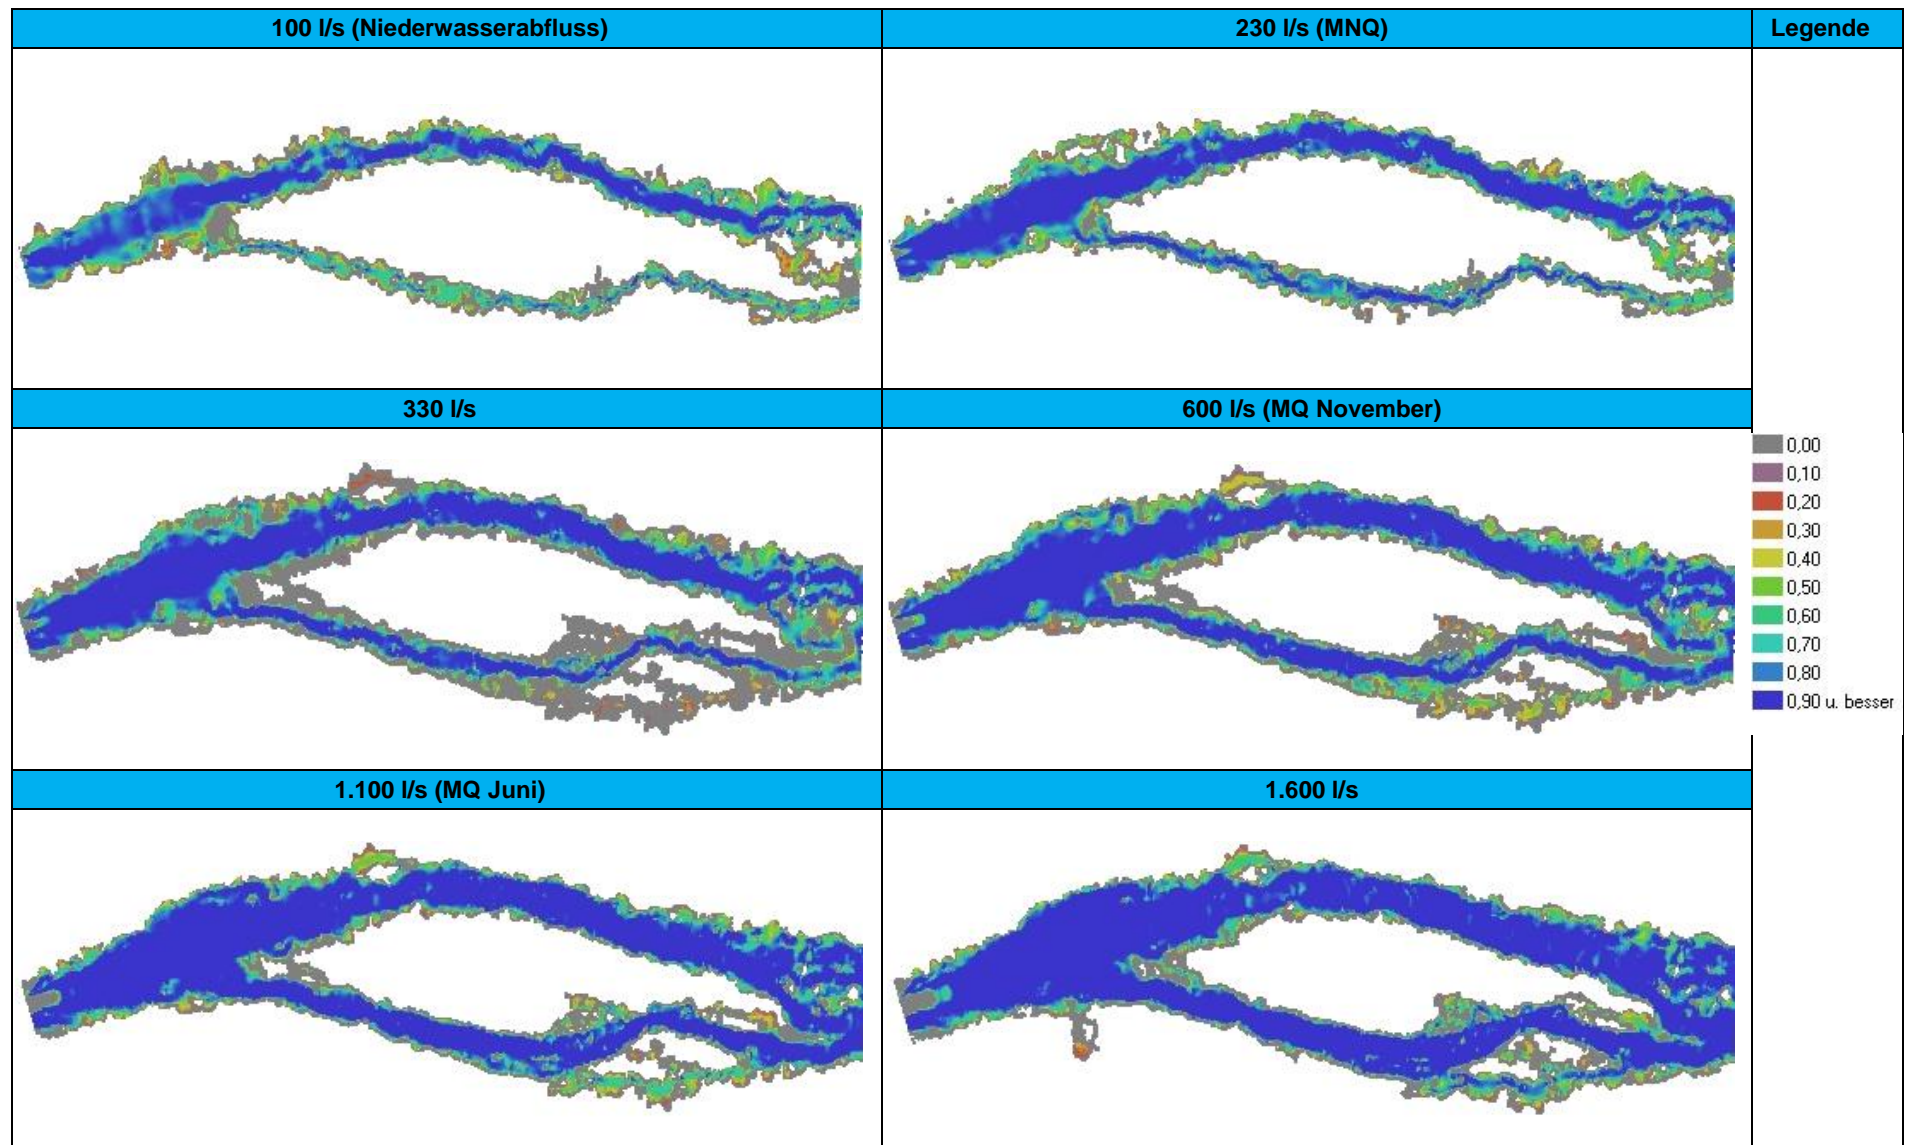 100 l/s (Niederwasserabfluss)
230 l/s (MNQ)
Legende
330 l/s
600 l/s (MQ November)
0,00
0,10
0,20
0,30
0,40
0,50
0,60
0,70
0,80
0,90 u. besser
1.100 l/s (MQ Juni)
1.600 l/s